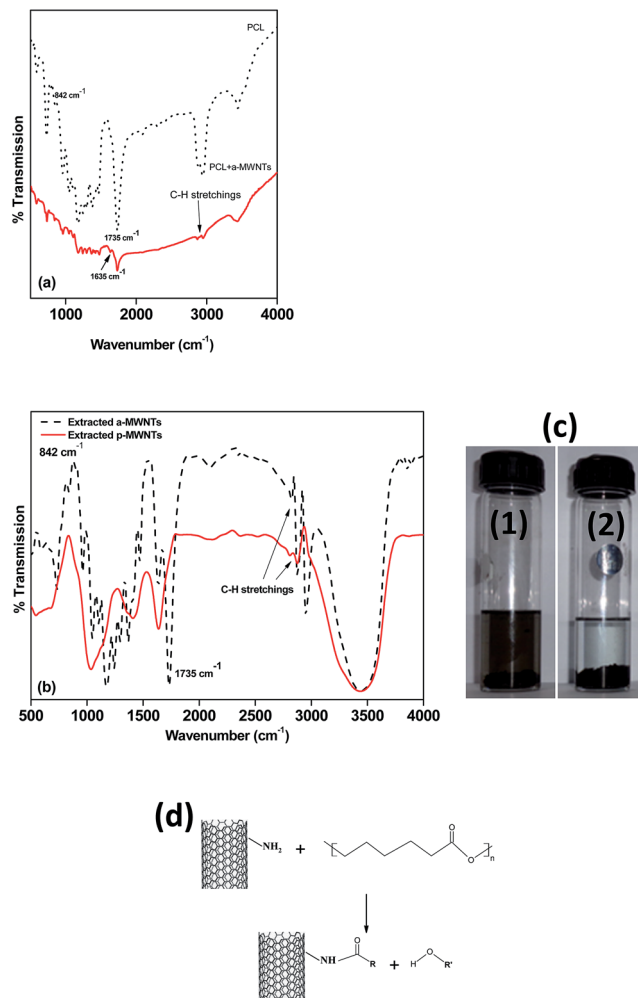 PCL
842 cm-1
PCL+a-MWNTs
C-H stretchings
1735 cm-1
1635 cm-1
(a)
% Transmission
1000 2000 3000 4000
Wavenumber (cm-1)
Extracted a-MWNTs
Extracted p-MWNTs
842 cm-1
C-H stretchings
1735 cm-1
(b)
% Transmission
500 1000 1500 2000 2500 3000 3500 4000
Wavenumber (cm-1)
(c)
(1) (2)
(d)
NH2 + O O n
NH O R + H O R'